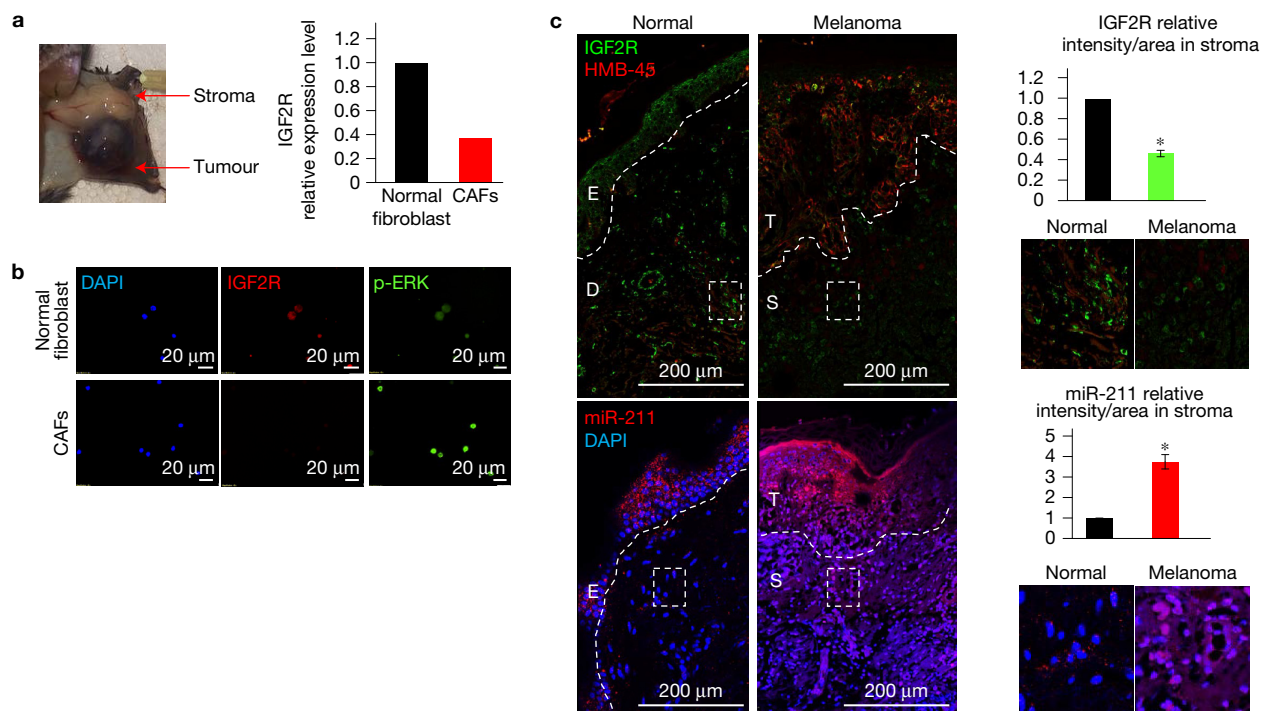 a
Stroma
Tumour
IGF2R
relative expression level
1.2
1.0
0.8
0.6
0.4
0.2
0
Normal
fibroblast
CAFs
b
Normal
fibroblast
DAPI
IGF2R
p-ERK
20 µm
20 µm
20 µm
CAFs
20 µm
20 µm
20 µm
c
Normal
Melanoma
IGF2R
HMB-45
E
D
T
S
200 µm
200 µm
miR-211
DAPI
E
T
S
200 µm
200 µm
IGF2R relative
intensity/area in stroma
1.2
1.0
0.8
0.6
0.4
0.2
0
*
Normal
Melanoma
miR-211 relative
intensity/area in stroma
5
4
3
2
1
0
*
Normal
Melanoma